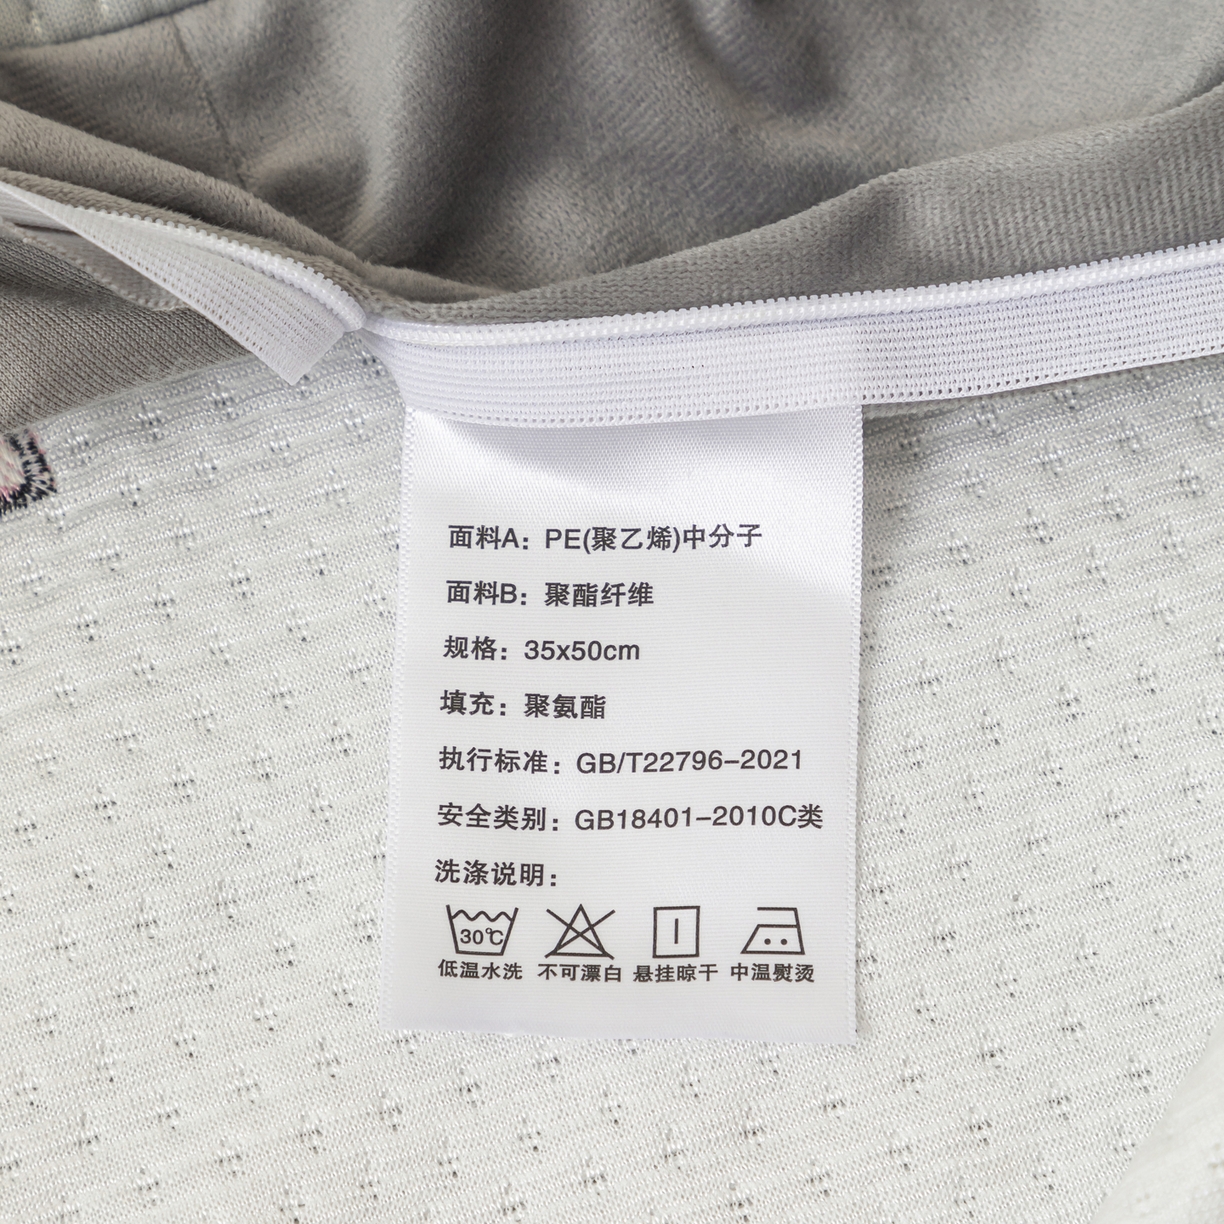 面料A：PE(聚乙烯)中分子
面料B：聚酯纤维
规格：35x50cm
填充：聚氨酯
执行标准：GB/T22796-2021
安全类别：GB18401-2010C类
洗涤说明：
30℃
低温水洗 不可漂白 悬挂晾干 中温熨烫